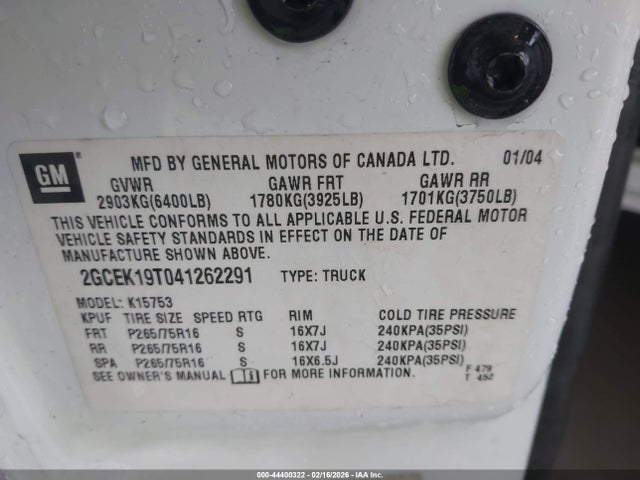 GM ®
MFD BY GENERAL MOTORS OF CANADA LTD. 01/04
GVWR GAWR FRT GAWR RR
2903KG(6400LB) 1780KG(3925LB) 1701KG(3750LB)
THIS VEHICLE CONFORMS TO ALL APPLICABLE U.S. FEDERAL MOTOR
VEHICLE SAFETY STANDARDS IN EFFECT ON THE DATE OF
MANUFACTURE SHOWN ABOVE.
2GCEK19T041262291 TYPE: TRUCK
MODEL: K15753
KPUF TIRE SIZE SPEED RTG RIM COLD TIRE PRESSURE
FRT P265/75R16 S 16X7J 240KPA(35PSI)
RR P265/75R16 S 16X7J 240KPA(35PSI)
SPA P265/75R16 S 16X6.5J 240KPA(35PSI)
SEE OWNER'S MANUAL FOR MORE INFORMATION.
F 479
T 452
000-44400322 - 02/16/2026 - IAA Inc.